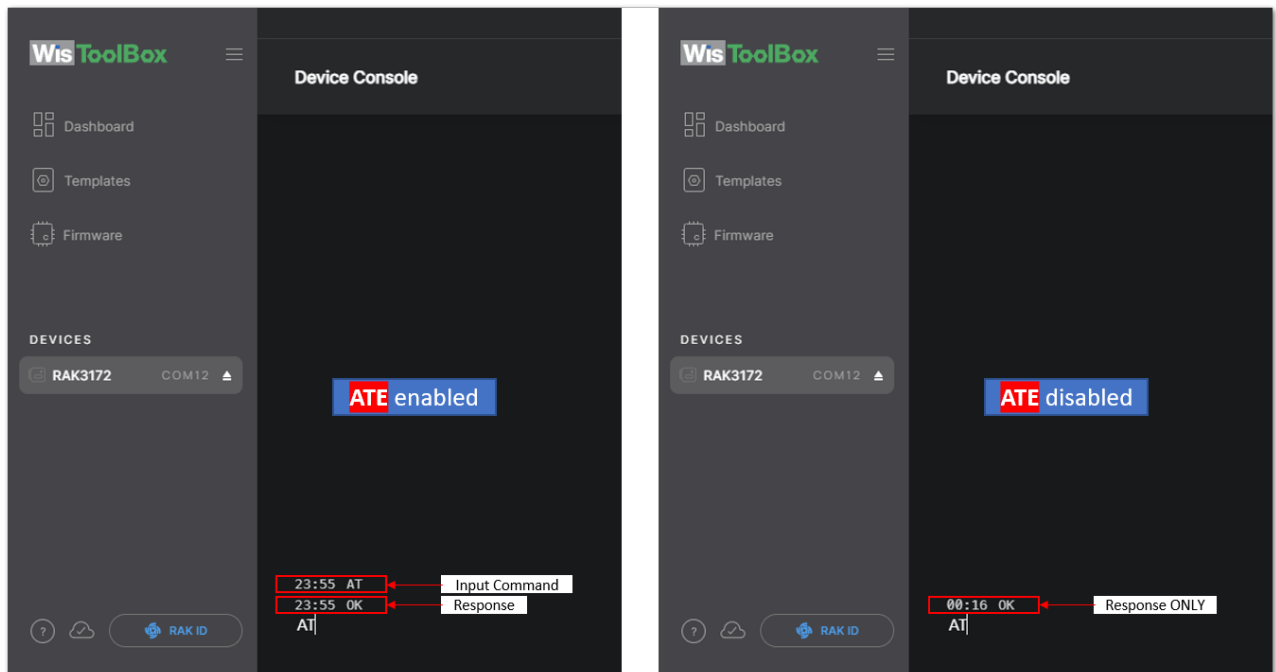 WisToolBox
Device Console
Dashboard
Templates
Firmware
DEVICES
RAK3172 COM12
ATE enabled
23:55 AT
Input Command
23:55 OK
Response
AT
? RAK ID
WisToolBox
Device Console
Dashboard
Templates
Firmware
DEVICES
RAK3172 COM12
ATE disabled
00:16 OK
Response ONLY
AT
? RAK ID